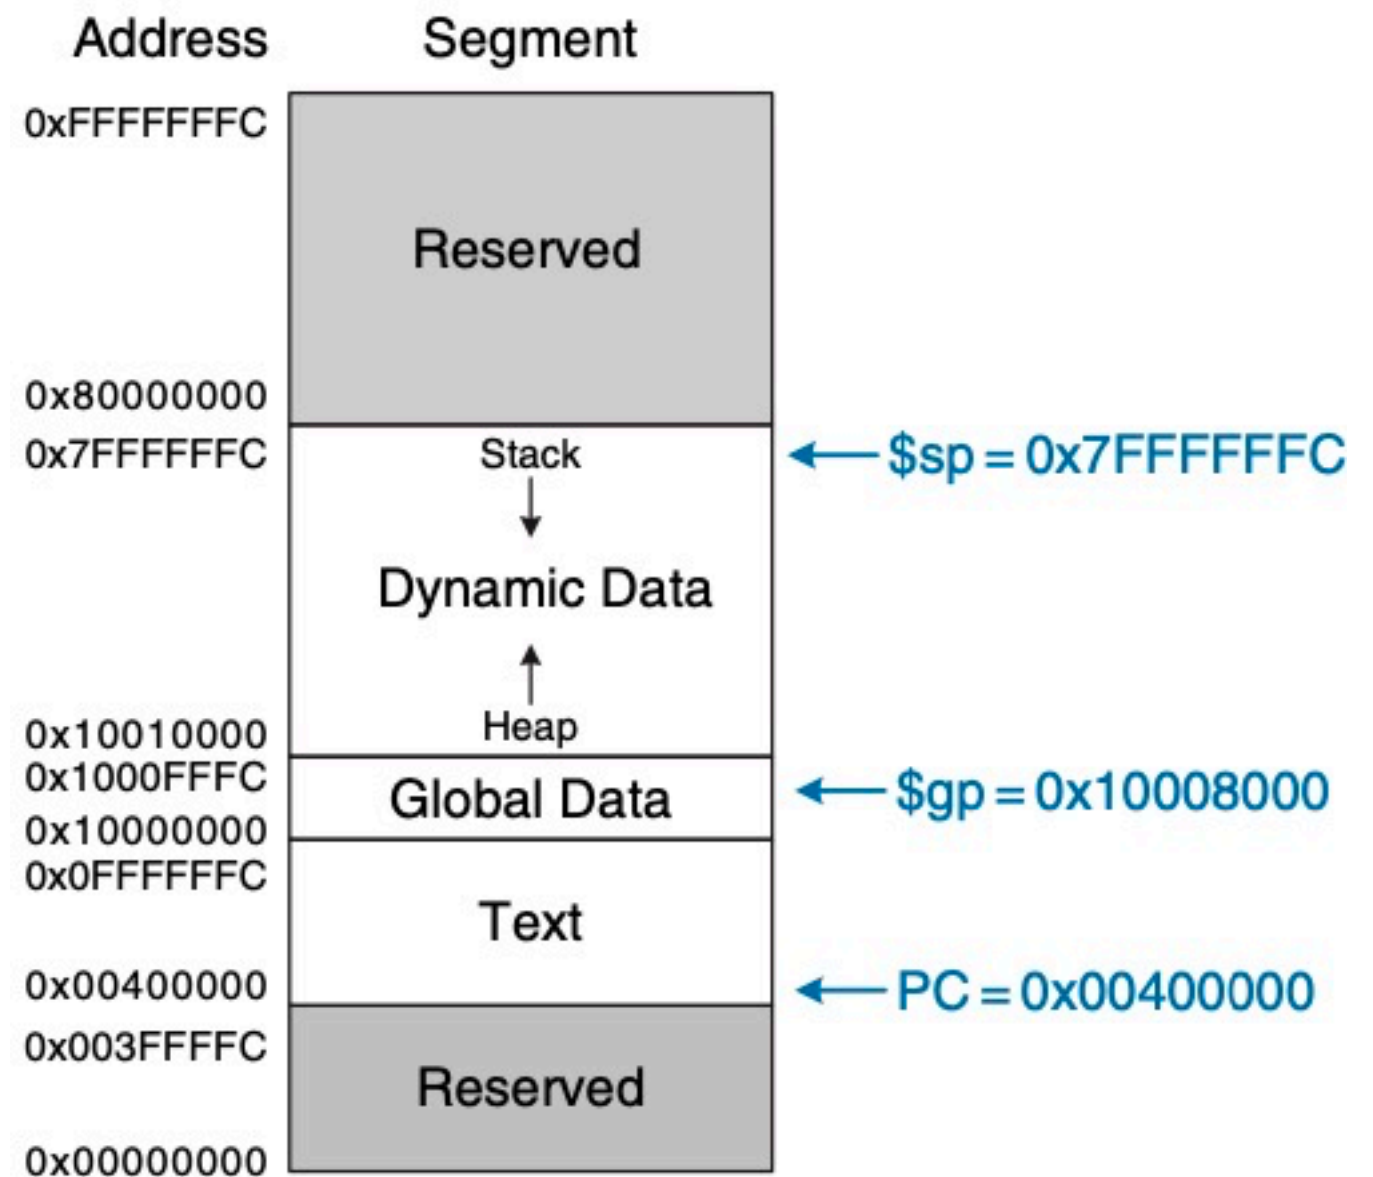 Address Segment
0xFFFFFFFC
Reserved
0x80000000
0x7FFFFFFC Stack $sp = 0x7FFFFFFC
Dynamic Data
0x10010000 Heap
0x1000FFFC
Global Data $gp = 0x10008000
0x10000000
0x0FFFFFFC
Text
0x00400000 PC = 0x00400000
0x003FFFFC
Reserved
0x00000000